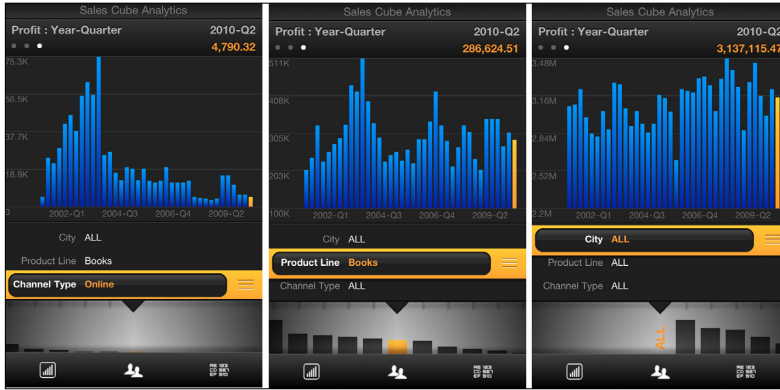 Sales Cube Analytics
Profit : Year-Quarter 2010-Q2
4,790.32
75.3K
56.5K
37.7K
18.8K
0 2002-Q1 2004-Q3 2006-Q4 2009-Q2
City ALL
Product Line Books
Channel Type Online
Sales Cube Analytics
Profit : Year-Quarter 2010-Q2
286,624.51
511K
408K
305K
203K
100K 2002-Q1 2004-Q3 2006-Q4 2009-Q2
City ALL
Product Line Books
Channel Type ALL
Sales Cube Analytics
Profit : Year-Quarter 2010-Q2
3,137,115.47
3.48M
3.16M
2.84M
2.52M
2.2M 2002-Q1 2004-Q3 2006-Q4 2009-Q2
City ALL
Product Line ALL
Channel Type ALL
ALL